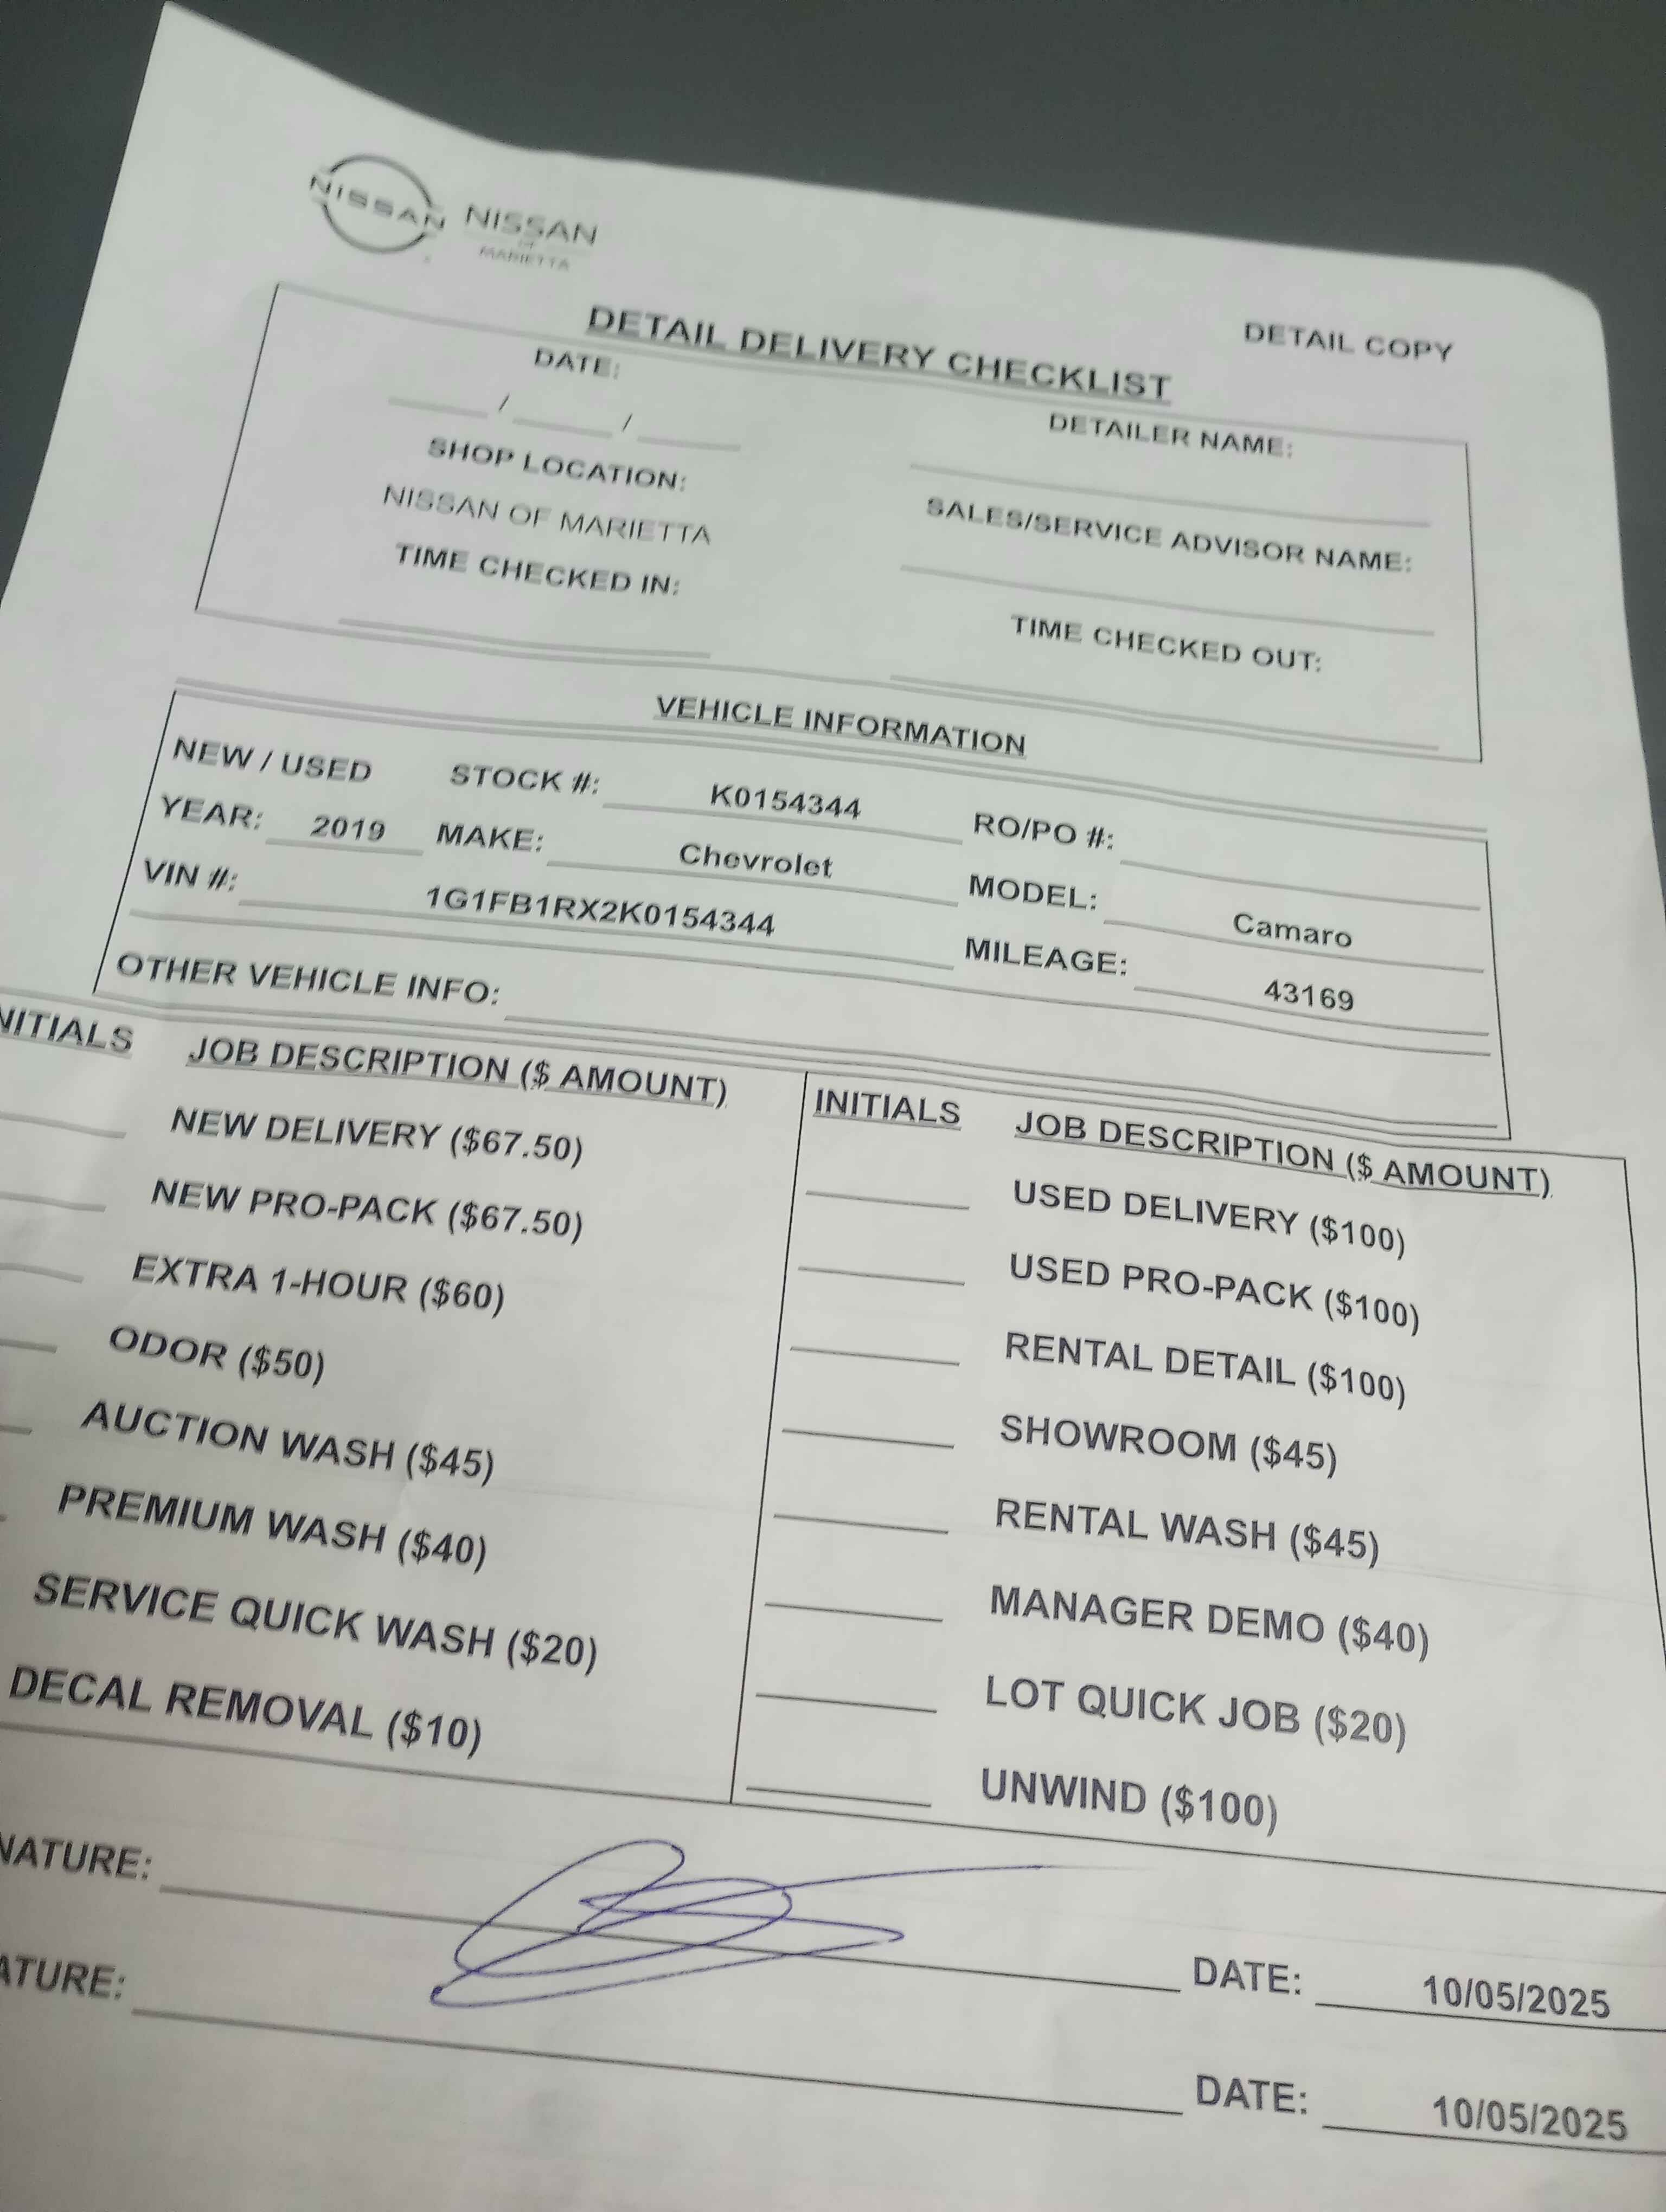 NISSAN
NISSAN
OF
MARIETTA
DETAIL COPY
DETAIL DELIVERY CHECKLIST
DATE:
/ /
DETAILER NAME:
SHOP LOCATION:
NISSAN OF MARIETTA
SALES/SERVICE ADVISOR NAME:
TIME CHECKED IN:
TIME CHECKED OUT:
VEHICLE INFORMATION
NEW / USED STOCK #: K0154344 RO/PO #:
YEAR: 2019 MAKE: Chevrolet MODEL: Camaro
VIN #: 1G1FB1RX2K0154344 MILEAGE: 43169
OTHER VEHICLE INFO:
NITIALS JOB DESCRIPTION ($ AMOUNT)
NEW DELIVERY ($67.50)
NEW PRO-PACK ($67.50)
EXTRA 1-HOUR ($60)
ODOR ($50)
AUCTION WASH ($45)
PREMIUM WASH ($40)
SERVICE QUICK WASH ($20)
DECAL REMOVAL ($10)
INITIALS JOB DESCRIPTION ($ AMOUNT)
USED DELIVERY ($100)
USED PRO-PACK ($100)
RENTAL DETAIL ($100)
SHOWROOM ($45)
RENTAL WASH ($45)
MANAGER DEMO ($40)
LOT QUICK JOB ($20)
UNWIND ($100)
NATURE: DATE: 10/05/2025
ATURE: DATE: 10/05/2025